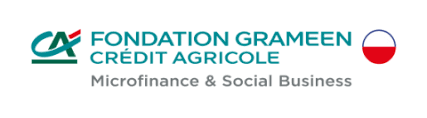 FONDATION GRAMEEN
CRÉDIT AGRICOLE
Microfinance & Social Business